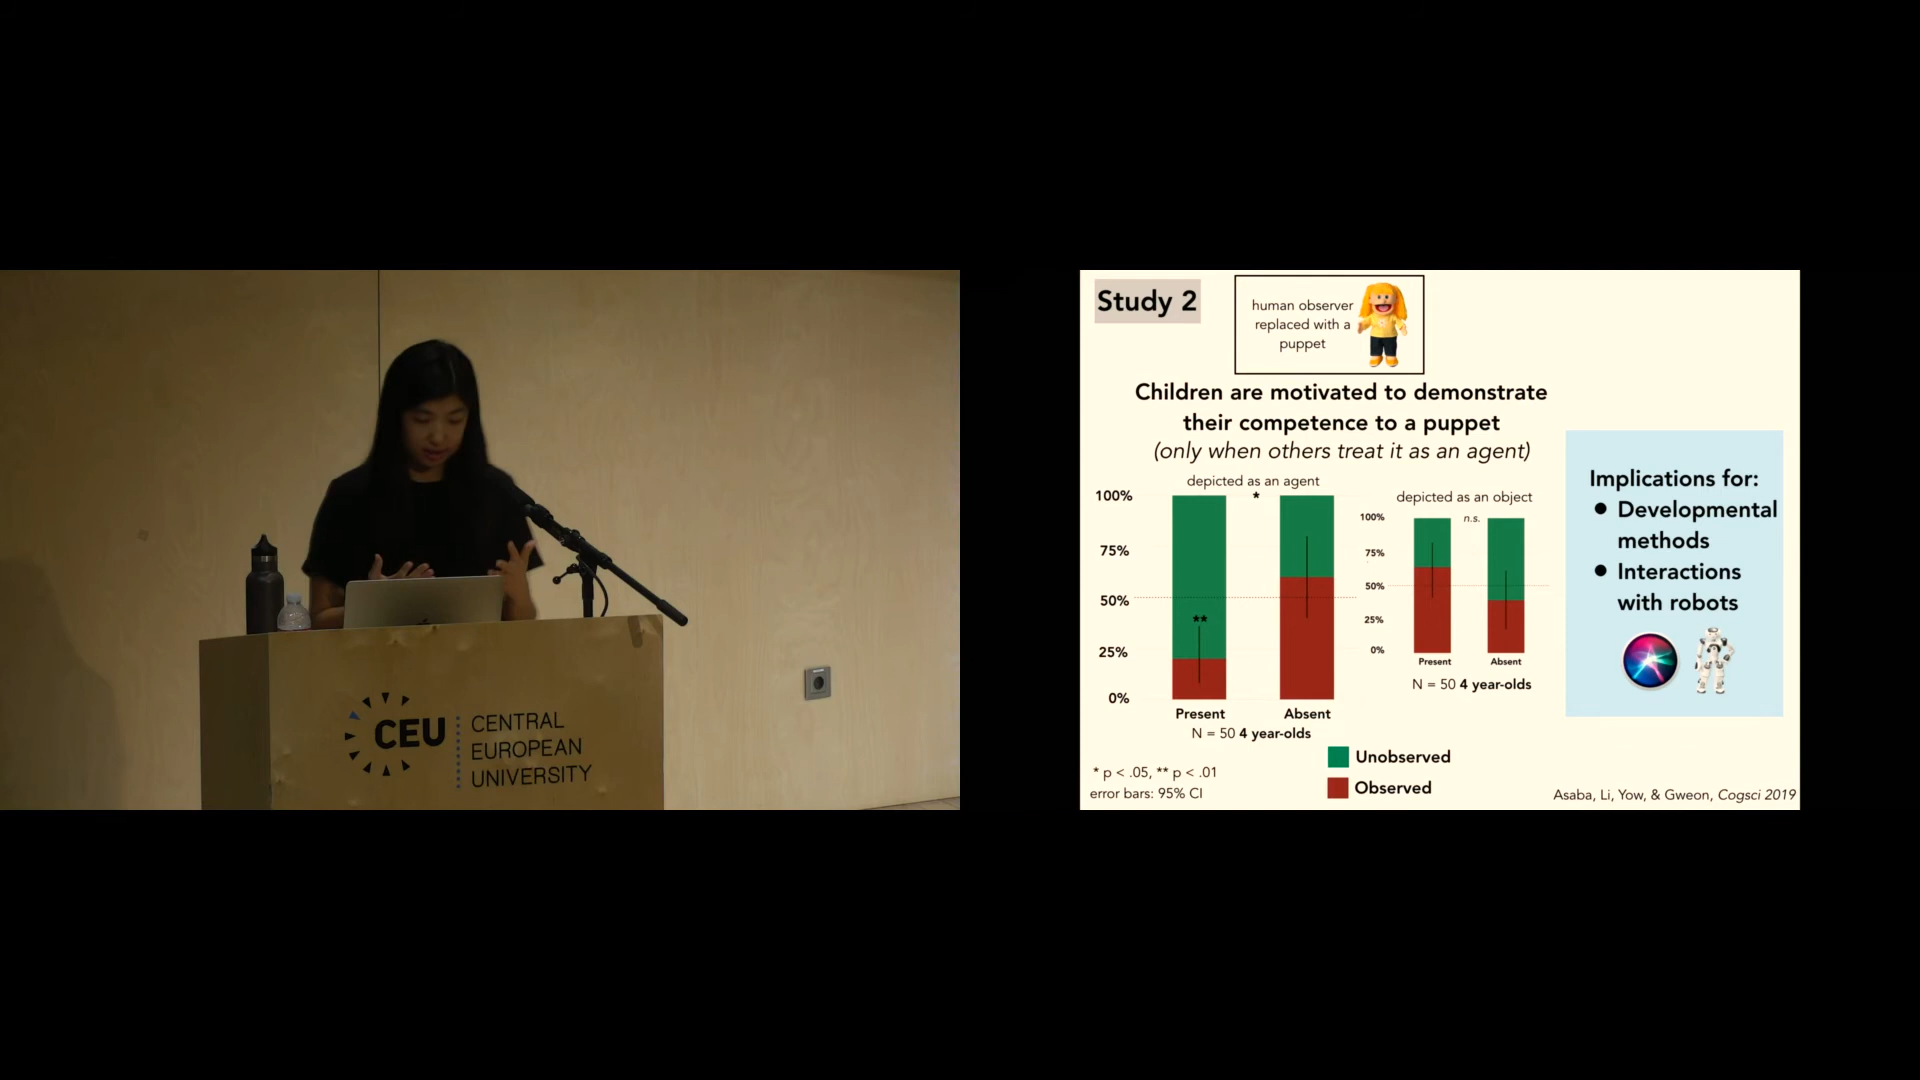 CEU
CENTRAL
EUROPEAN
UNIVERSITY
Study 2
human observer
replaced with a
puppet
Children are motivated to demonstrate
their competence to a puppet
(only when others treat it as an agent)
depicted as an agent
100%
*
75%
50%
**
25%
0%
Present
Absent
N = 50 4 year-olds
depicted as an object
100%
n.s.
75%
50%
25%
0%
Present
Absent
N = 50 4 year-olds
Unobserved
Observed
* p < .05, ** p < .01
error bars: 95% CI
Implications for:
● Developmental
methods
● Interactions
with robots
Asaba, Li, Yow, & Gweon, Cogsci 2019